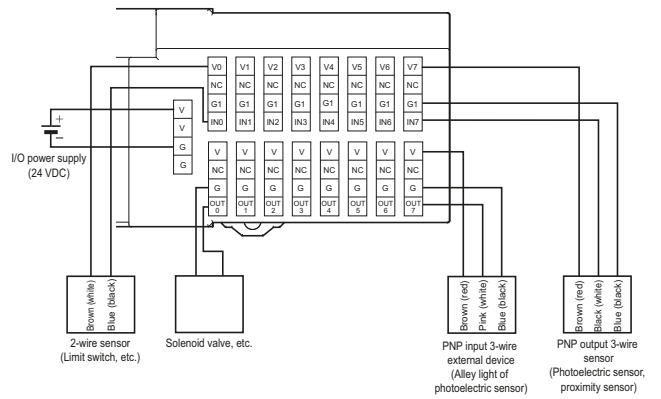 V0 V1 V2 V3 V4 V5 V6 V7
NC NC NC NC NC NC NC NC
G1 G1 G1 G1 G1 G1 G1 G1
IN0 IN1 IN2 IN3 IN4 IN5 IN6 IN7
V
V
G
G
+
−
I/O power supply
(24 VDC)
V V V V V V V V
NC NC NC NC NC NC NC NC
G G G G G G G G
OUT OUT OUT OUT OUT OUT OUT OUT
0 1 2 3 4 5 6 7
Brown (white)
Blue (black)
2-wire sensor
(Limit switch, etc.)
Solenoid valve, etc.
Brown (red)
Pink (white)
Blue (black)
PNP input 3-wire
external device
(Alley light of
photoelectric sensor)
Brown (red)
Black (white)
Blue (black)
PNP output 3-wire
sensor
(Photoelectric sensor,
proximity sensor)